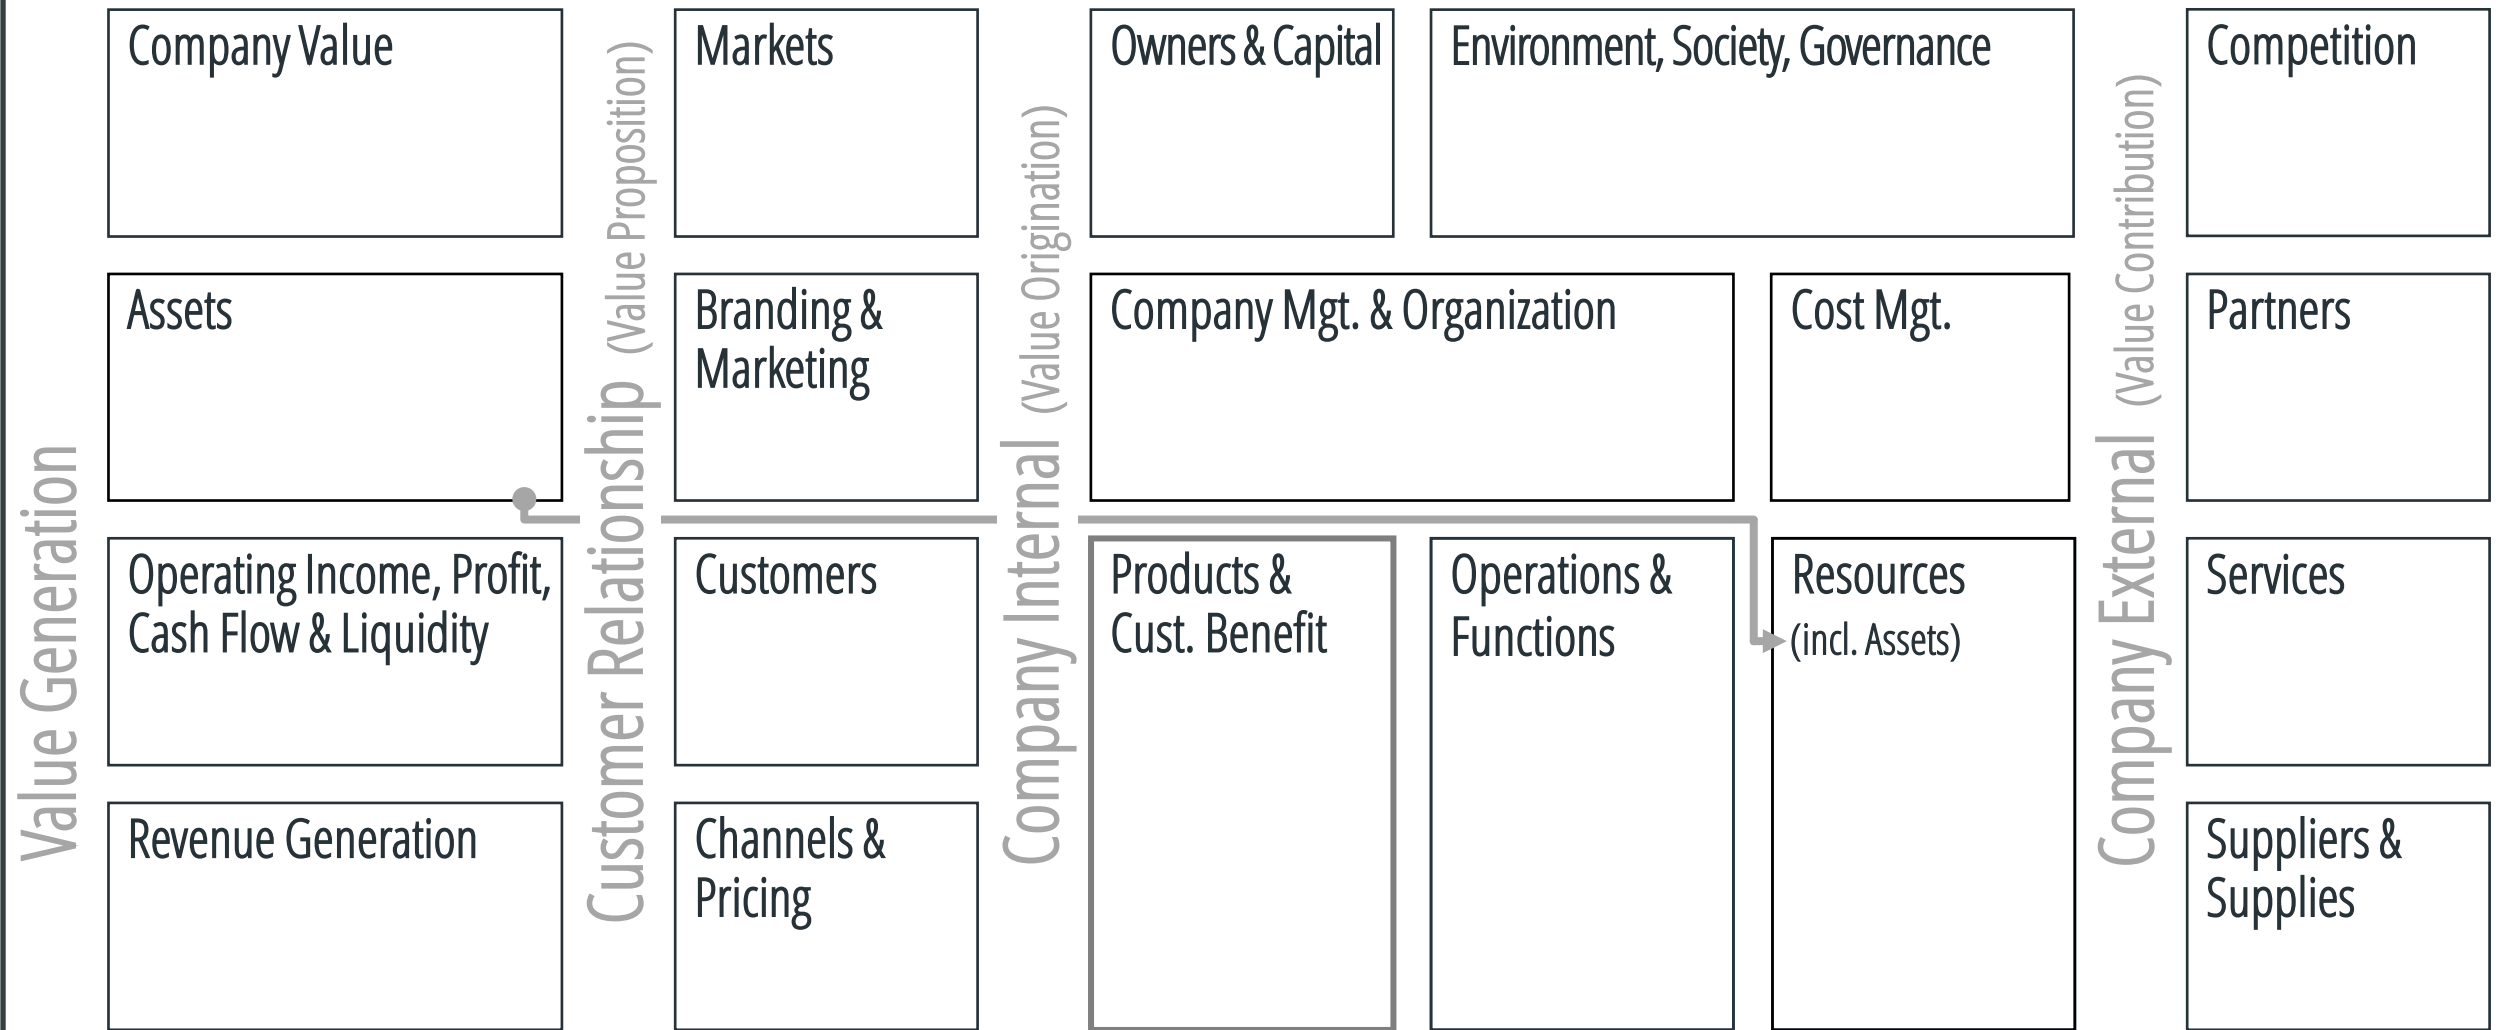 Value Generation
Company Value
Assets
Operating Income, Profit,
Cash Flow & Liquidity
Revenue Generation
Customer Relationship (Value Proposition)
Markets
Branding &
Marketing
Customers
Channels &
Pricing
Company Internal (Value Origination)
Owners & Capital
Environment, Society, Governance
Company Mgt. & Organization
Cost Mgt.
Products &
Cust. Benefit
Operations &
Functions
Resources
(incl. Assets)
Company External (Value Contribution)
Competition
Partners
Services
Suppliers &
Supplies